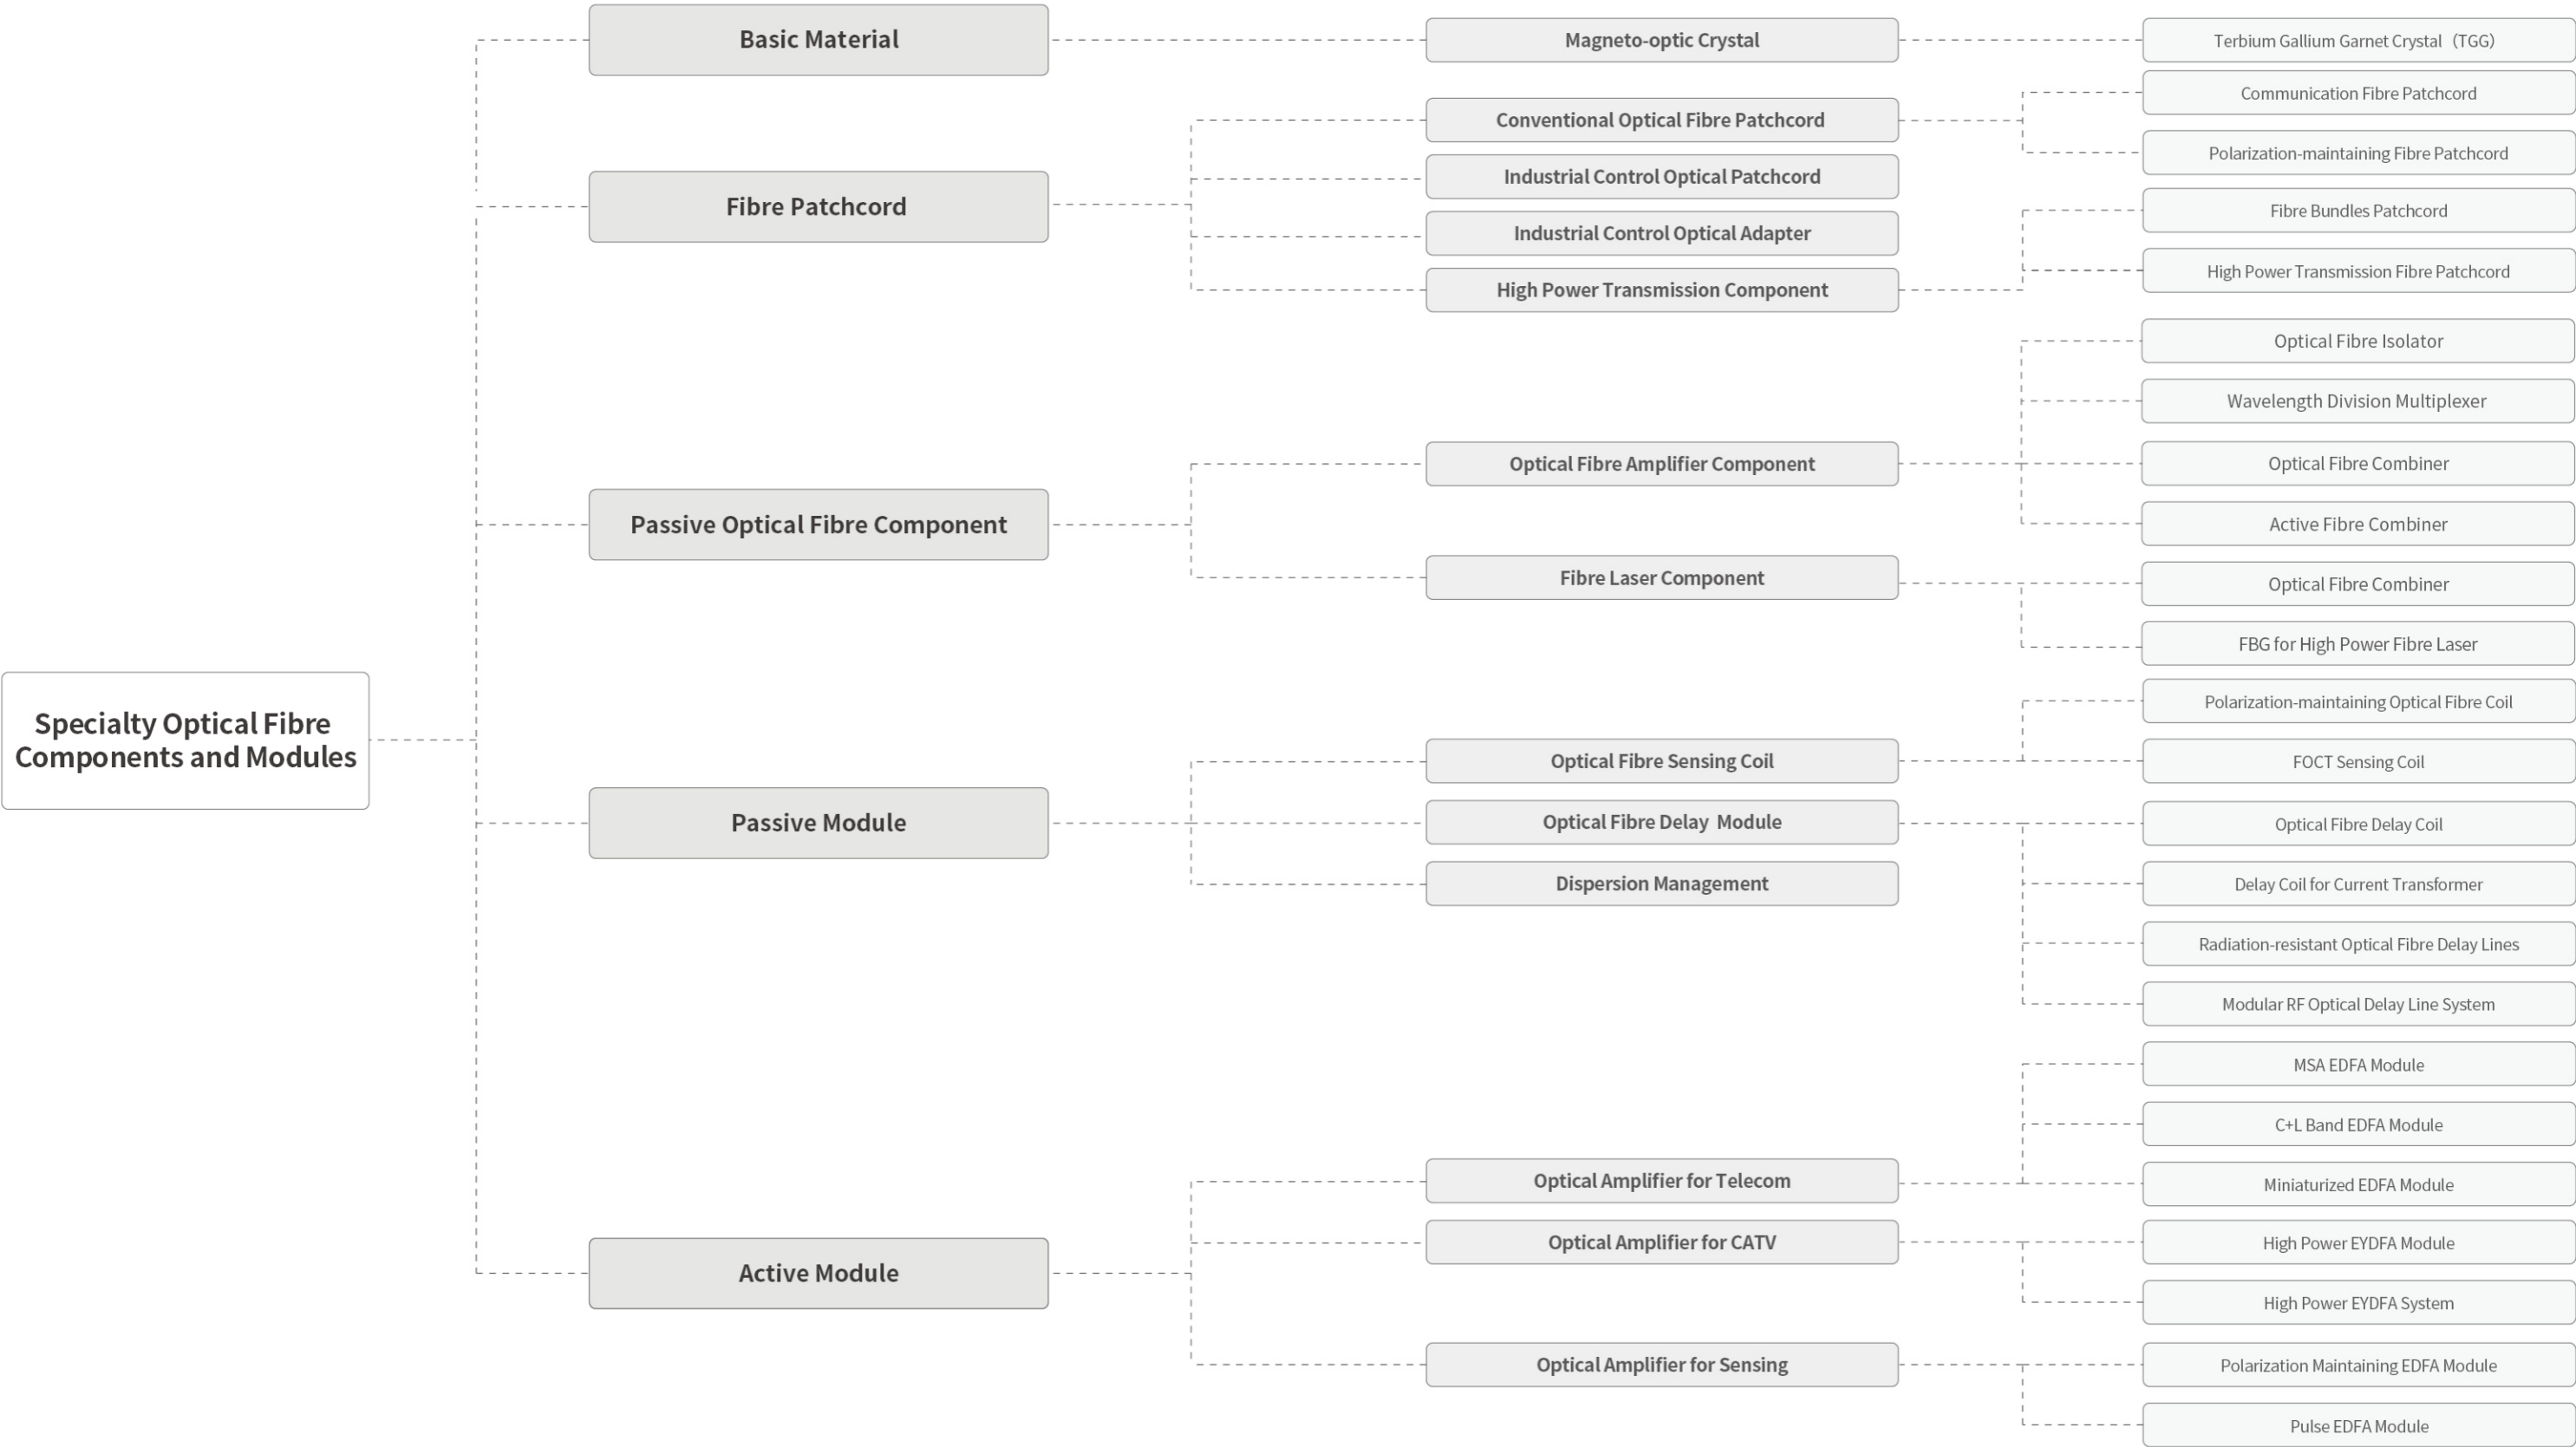 Specialty Optical Fibre
Components and Modules
Basic Material
Magneto-optic Crystal
Terbium Gallium Garnet Crystal（TGG）
Fibre Patchcord
Conventional Optical Fibre Patchcord
Communication Fibre Patchcord
Polarization-maintaining Fibre Patchcord
Industrial Control Optical Patchcord
Industrial Control Optical Adapter
High Power Transmission Component
Fibre Bundles Patchcord
High Power Transmission Fibre Patchcord
Passive Optical Fibre Component
Optical Fibre Amplifier Component
Optical Fibre Isolator
Wavelength Division Multiplexer
Optical Fibre Combiner
Active Fibre Combiner
Fibre Laser Component
Optical Fibre Combiner
FBG for High Power Fibre Laser
Passive Module
Optical Fibre Sensing Coil
Polarization-maintaining Optical Fibre Coil
FOCT Sensing Coil
Optical Fibre Delay Module
Optical Fibre Delay Coil
Delay Coil for Current Transformer
Radiation-resistant Optical Fibre Delay Lines
Modular RF Optical Delay Line System
Dispersion Management
Active Module
Optical Amplifier for Telecom
MSA EDFA Module
C+L Band EDFA Module
Miniaturized EDFA Module
Optical Amplifier for CATV
High Power EYDFA Module
High Power EYDFA System
Optical Amplifier for Sensing
Polarization Maintaining EDFA Module
Pulse EDFA Module